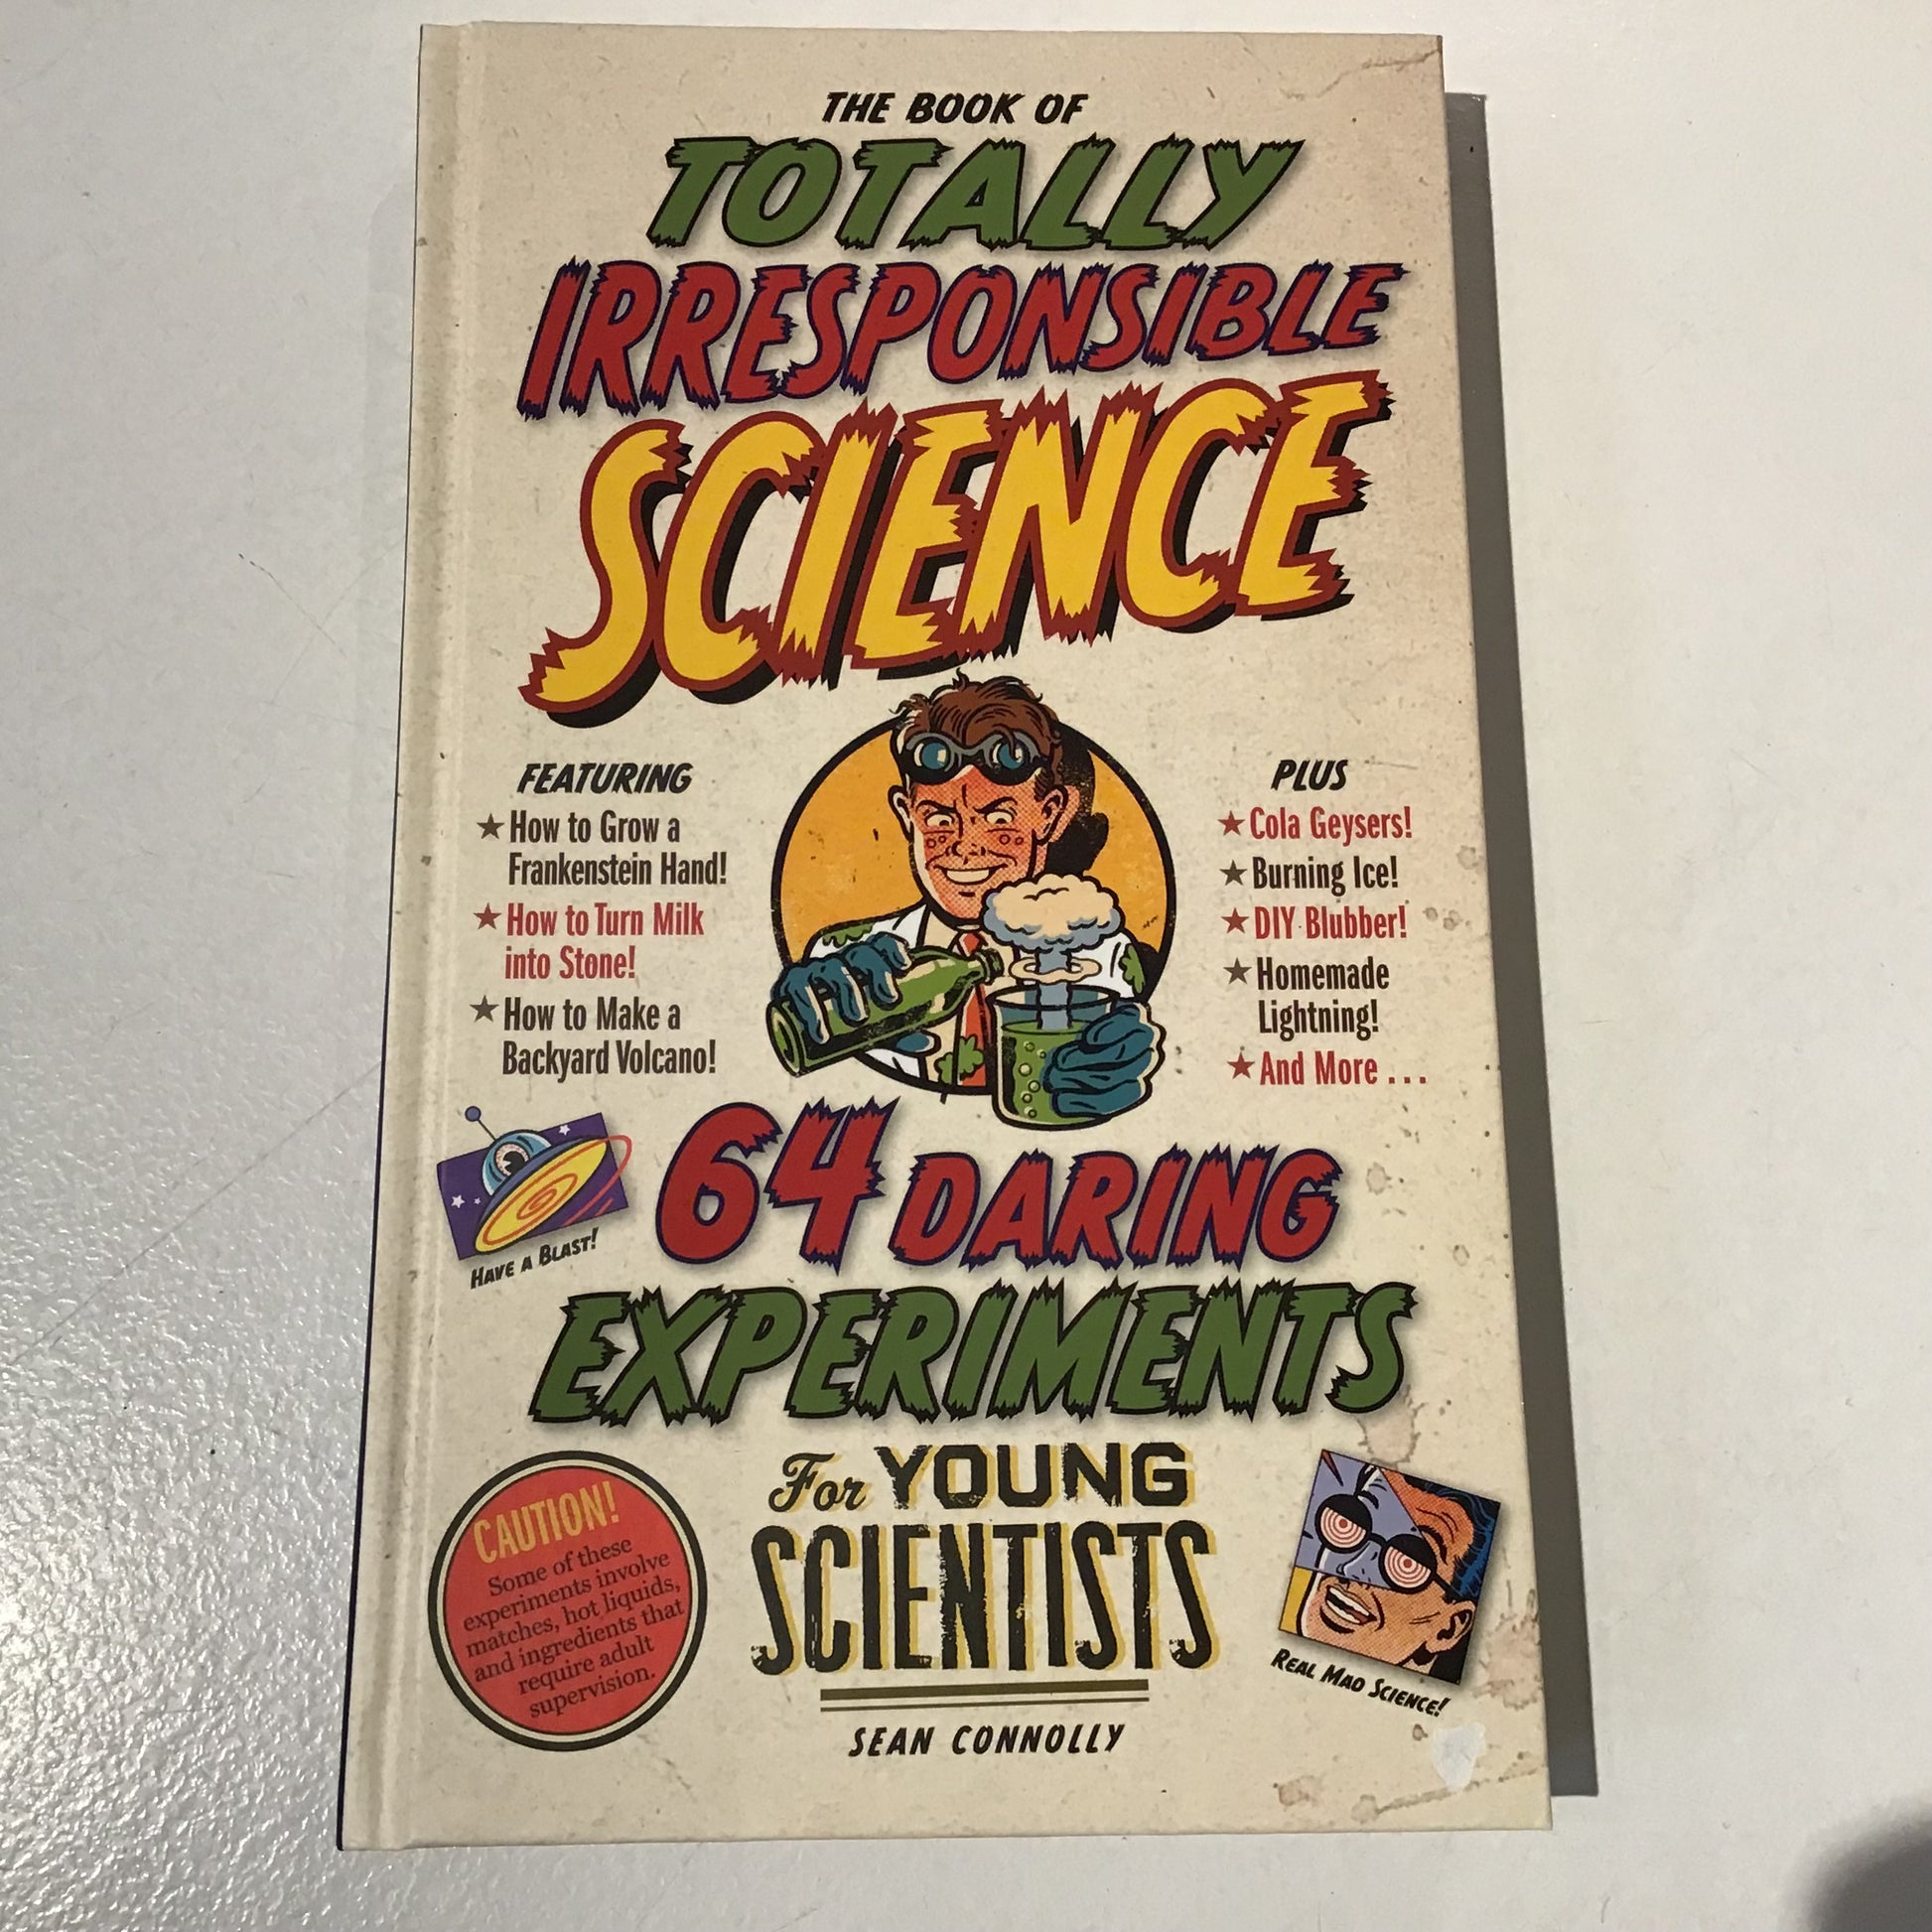 THE BOOK OF
TOTALLY
IRRESPONSIBLE
SCIENCE
FEATURING
★ How to Grow a
Frankenstein Hand!
★ How to Turn Milk
into Stone!
★ How to Make a
Backyard Volcano!
PLUS
★ Cola Geysers!
★ Burning Ice!
★ DIY Blubber!
★ Homemade
Lightning!
★ And More . . .
HAVE A BLAST!
64 DARING
EXPERIMENTS
For YOUNG
SCIENTISTS
CAUTION!
Some of these
experiments involve
matches, hot liquids,
and ingredients that
require adult
supervision.
REAL MAD SCIENCE!
SEAN CONNOLLY